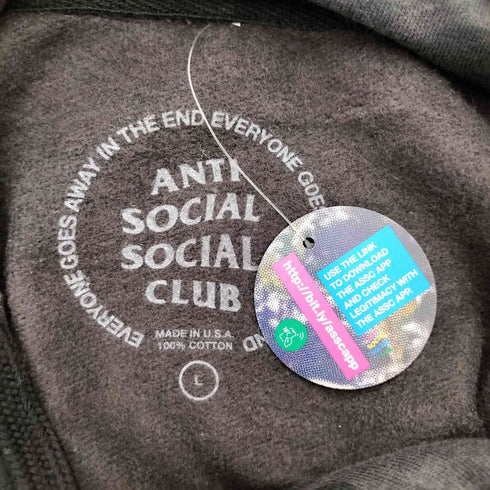 EVERYONE GOES AWAY IN THE END EVERYONE GOES
ANTI
SOCIAL
SOCIAL
CLUB
MADE IN U.S.A.
100% COTTON
L
USE THE LINK
TO DOWNLOAD
THE ASSC APP
AND CHECK
LEGITIMACY WITH
THE ASSC APP.
http://bit.ly/asscapp